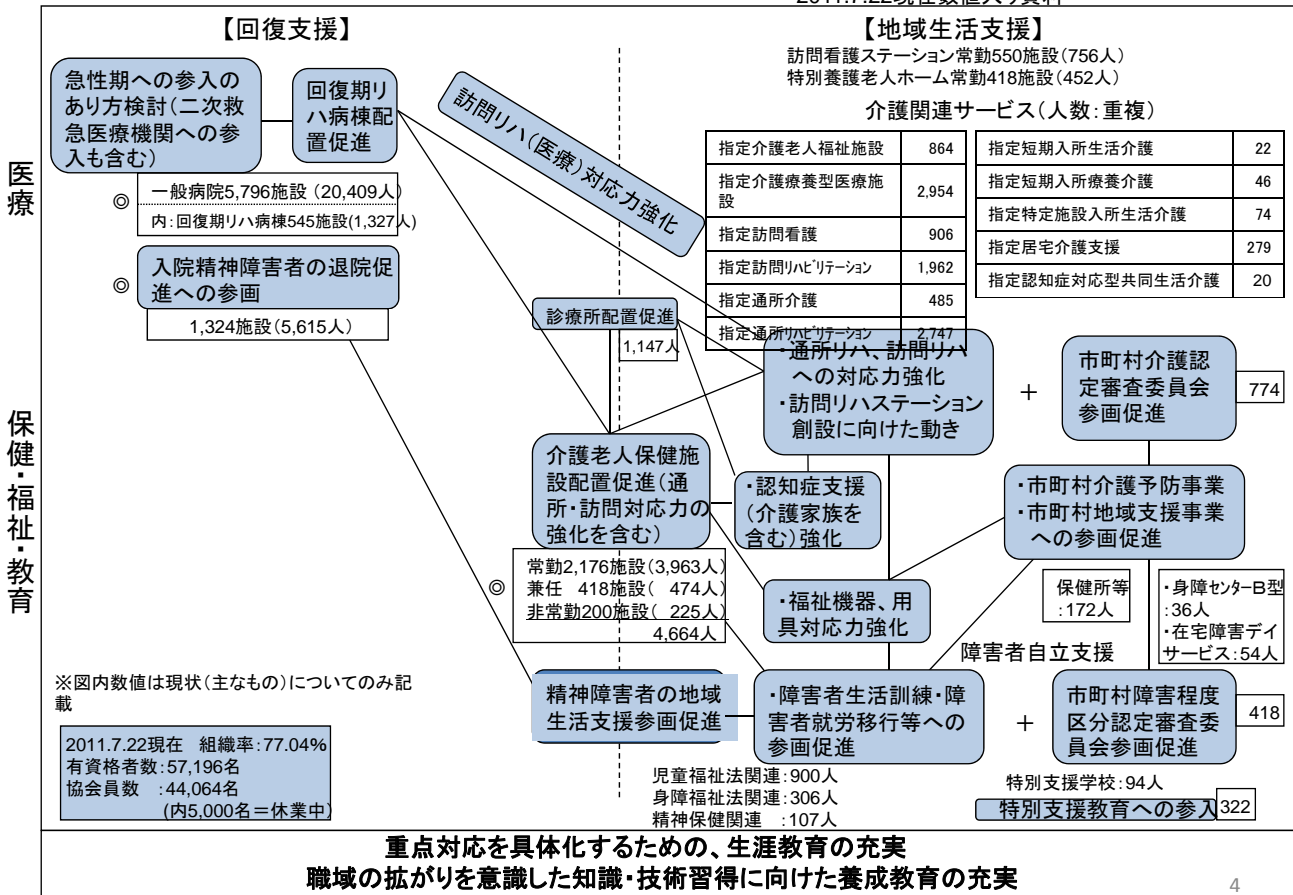 【回復支援】
【地域生活支援】
訪問看護ステーション常勤550施設(756人)
特別養護老人ホーム常勤418施設(452人)
介護関連サービス(人数:重複)
急性期への参入の
あり方検討(二次救
急医療機関への参
入も含む)
回復期リ
ハ病棟配
置促進
訪問リハ(医療)対応力強化
医療
◎
一般病院5,796施設 (20,409人)
内:回復期リハ病棟545施設(1,327人)
◎
入院精神障害者の退院促
進への参画
1,324施設(5,615人)
指定介護老人福祉施設 864
指定介護療養型医療施
設 2,954
指定訪問看護 906
指定訪問リハビリテーション 1,962
指定通所介護 485
指定通所リハビリテーション 2,747
指定短期入所生活介護 22
指定短期入所療養介護 46
指定特定施設入所生活介護 74
指定居宅介護支援 279
指定認知症対応型共同生活介護 20
診療所配置促進
1,147人
・通所リハ、訪問リハ
への対応力強化
・訪問リハステーション
創設に向けた動き
+
市町村介護認
定審査委員会
参画促進
774
保健・福祉・教育
介護老人保健施
設配置促進(通
所・訪問対応力の
強化を含む)
・認知症支援
(介護家族を
含む)強化
・市町村介護予防事業
・市町村地域支援事業
への参画促進
◎
常勤2,176施設(3,963人)
兼任 418施設( 474人)
非常勤200施設( 225人)
4,664人
・福祉機器、用
具対応力強化
保健所等
:172人
・身障センターB型
:36人
・在宅障害デイ
サービス:54人
障害者自立支援
※図内数値は現状(主なもの)についてのみ記
載
精神障害者の地域
生活支援参画促進
・障害者生活訓練・障
害者就労移行等への
参画促進
+
市町村障害程度
区分認定審査委
員会参画促進
418
2011.7.22現在 組織率:77.04%
有資格者数:57,196名
協会員数 :44,064名
(内5,000名=休業中)
児童福祉法関連:900人
身障福祉法関連:306人
精神保健関連 :107人
特別支援学校:94人
特別支援教育への参入
322
重点対応を具体化するための、生涯教育の充実
職域の拡がりを意識した知識・技術習得に向けた養成教育の充実
4